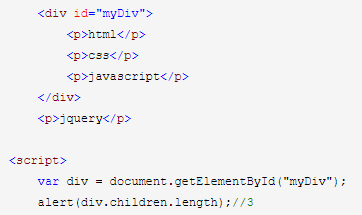 <div id="myDiv">
<p>html</p>
<p>css</p>
<p>javascript</p>
</div>
<p>jquery</p>
<script>
var div = document.getElementById("myDiv");
alert(div.children.length);//3